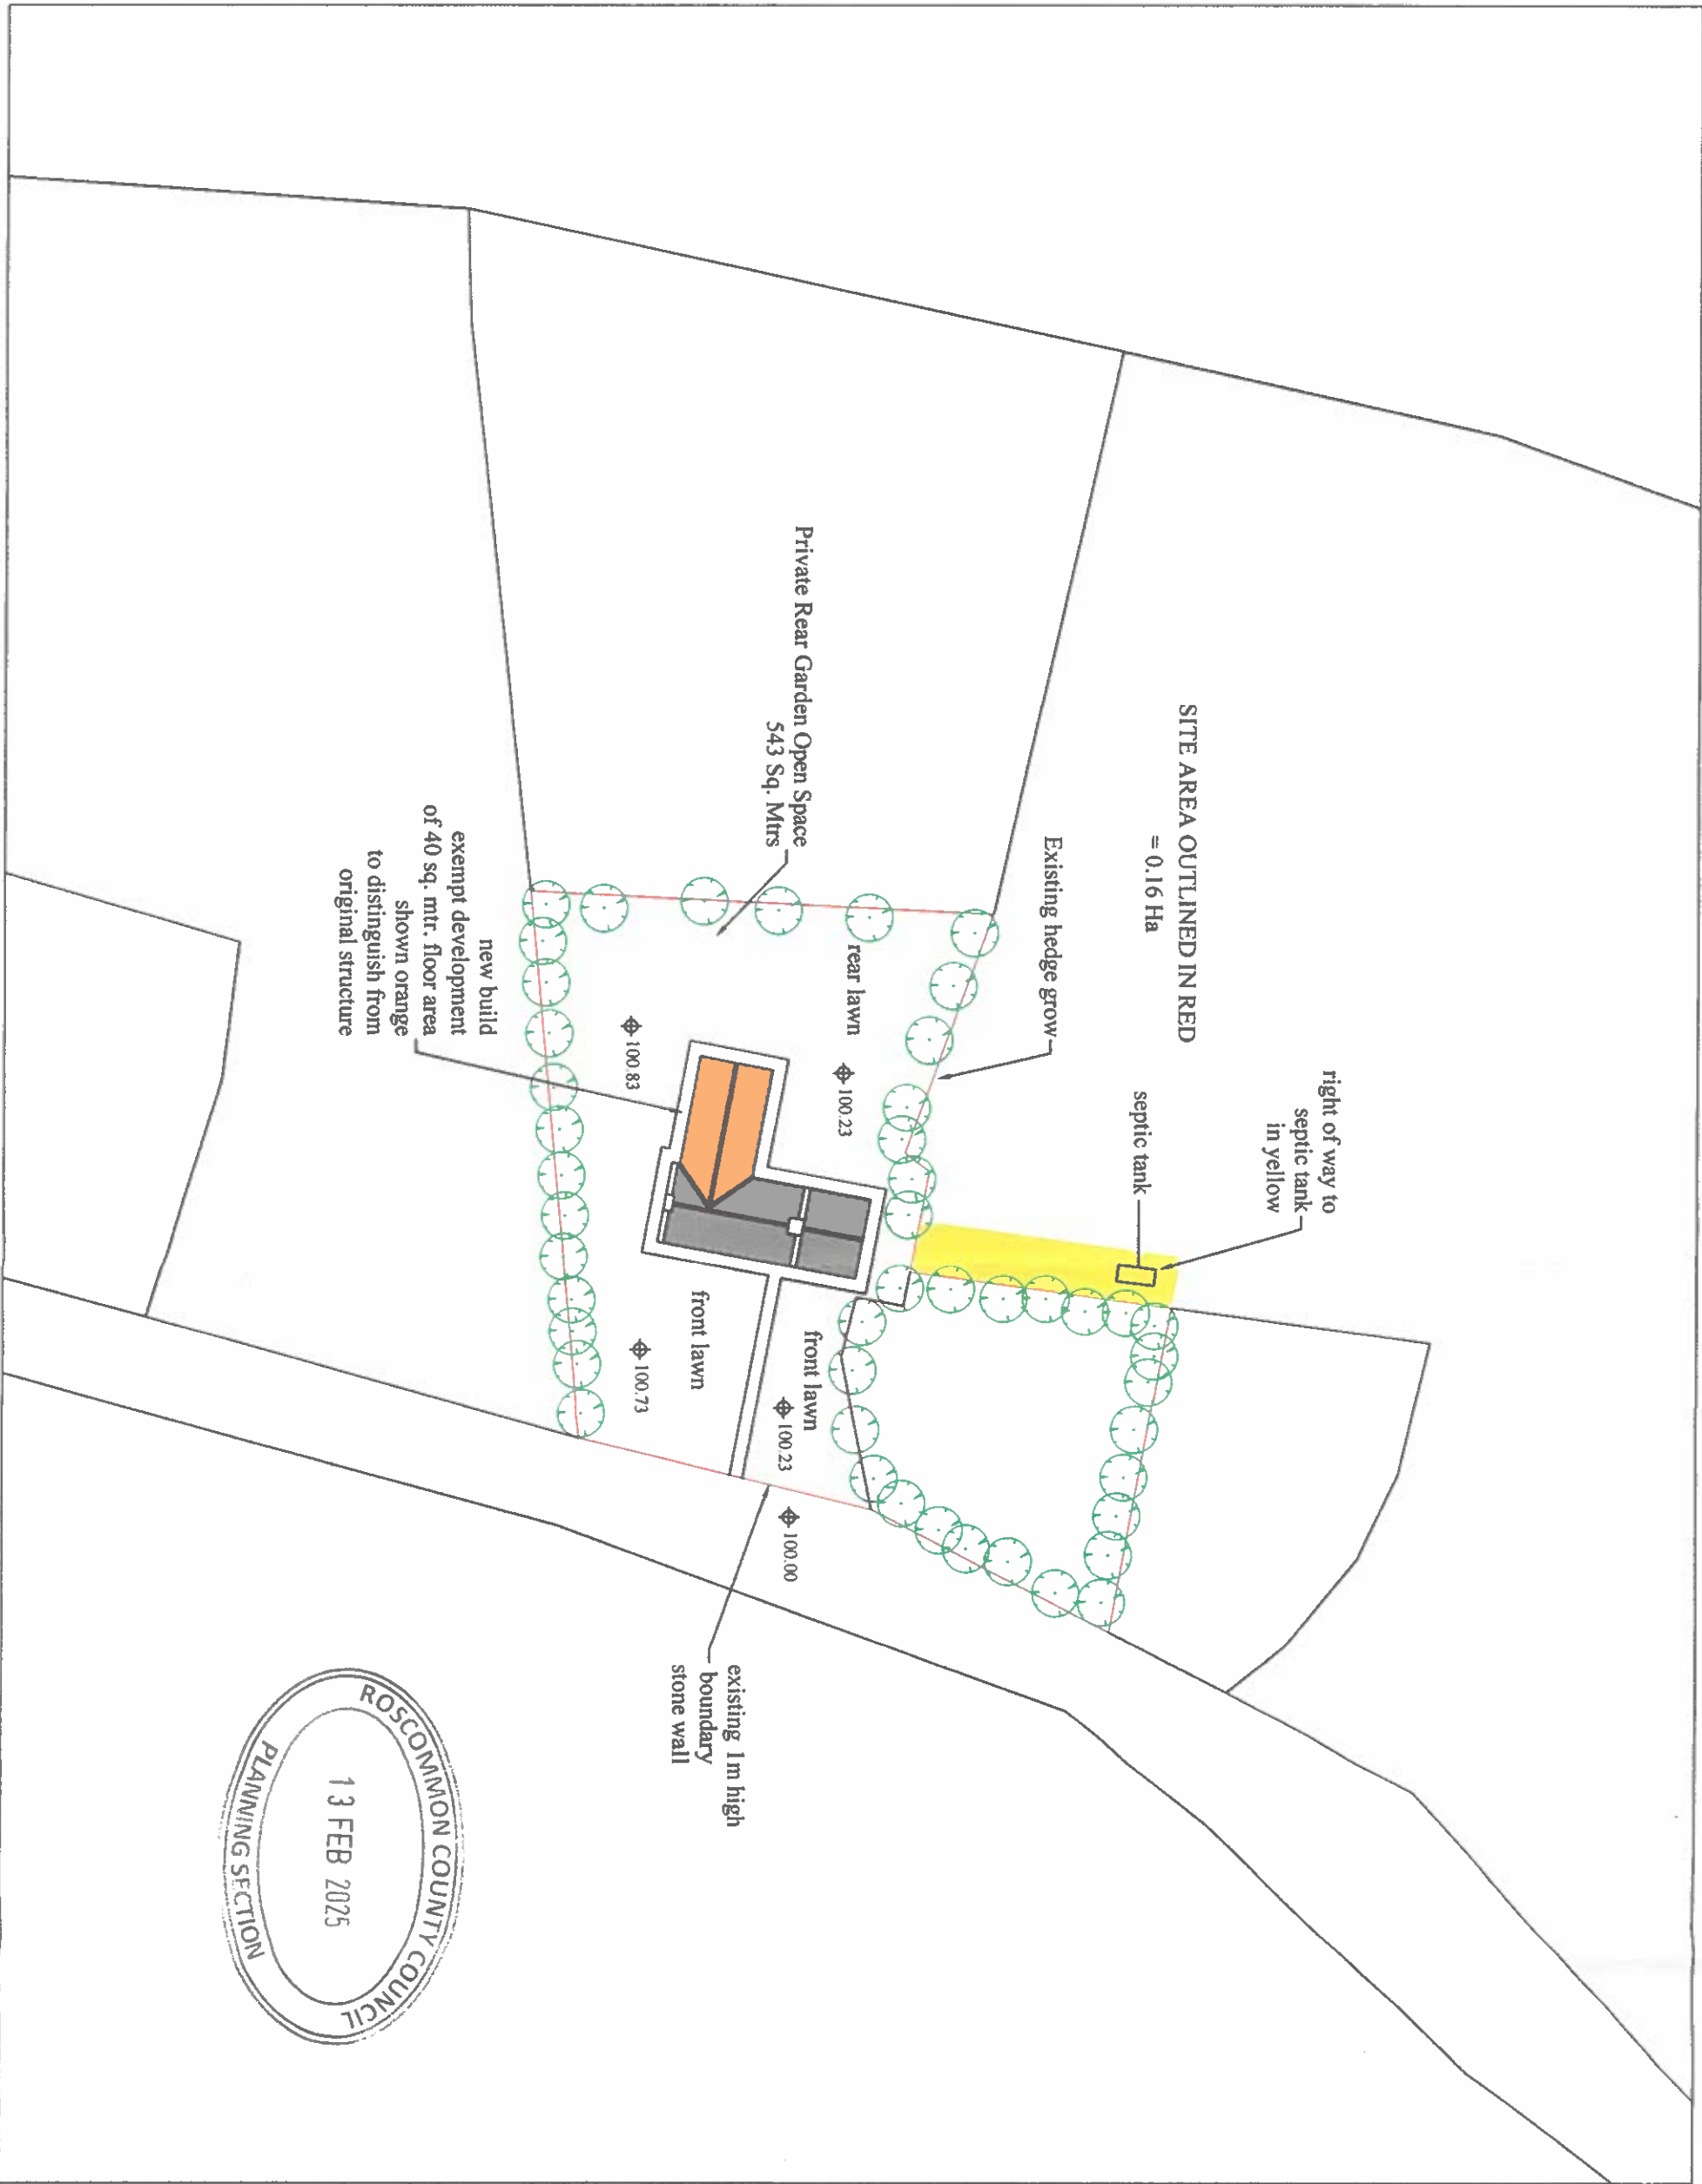 right of way to
septic tank
in yellow
septic tank
SITE AREA OUTLINED IN RED
= 0.16 Ha
Existing hedge grow
Private Rear Garden Open Space
543 Sq. Mtrs
rear lawn
100.23
100.83
new build
exempt development
of 40 sq. mtr. floor area
shown orange
to distinguish from
original structure
front lawn
100.23
100.00
front lawn
100.73
existing 1m high
boundary
stone wall
ROSCOMMON COUNTY COUNCIL
13 FEB 2025
PLANNING SECTION